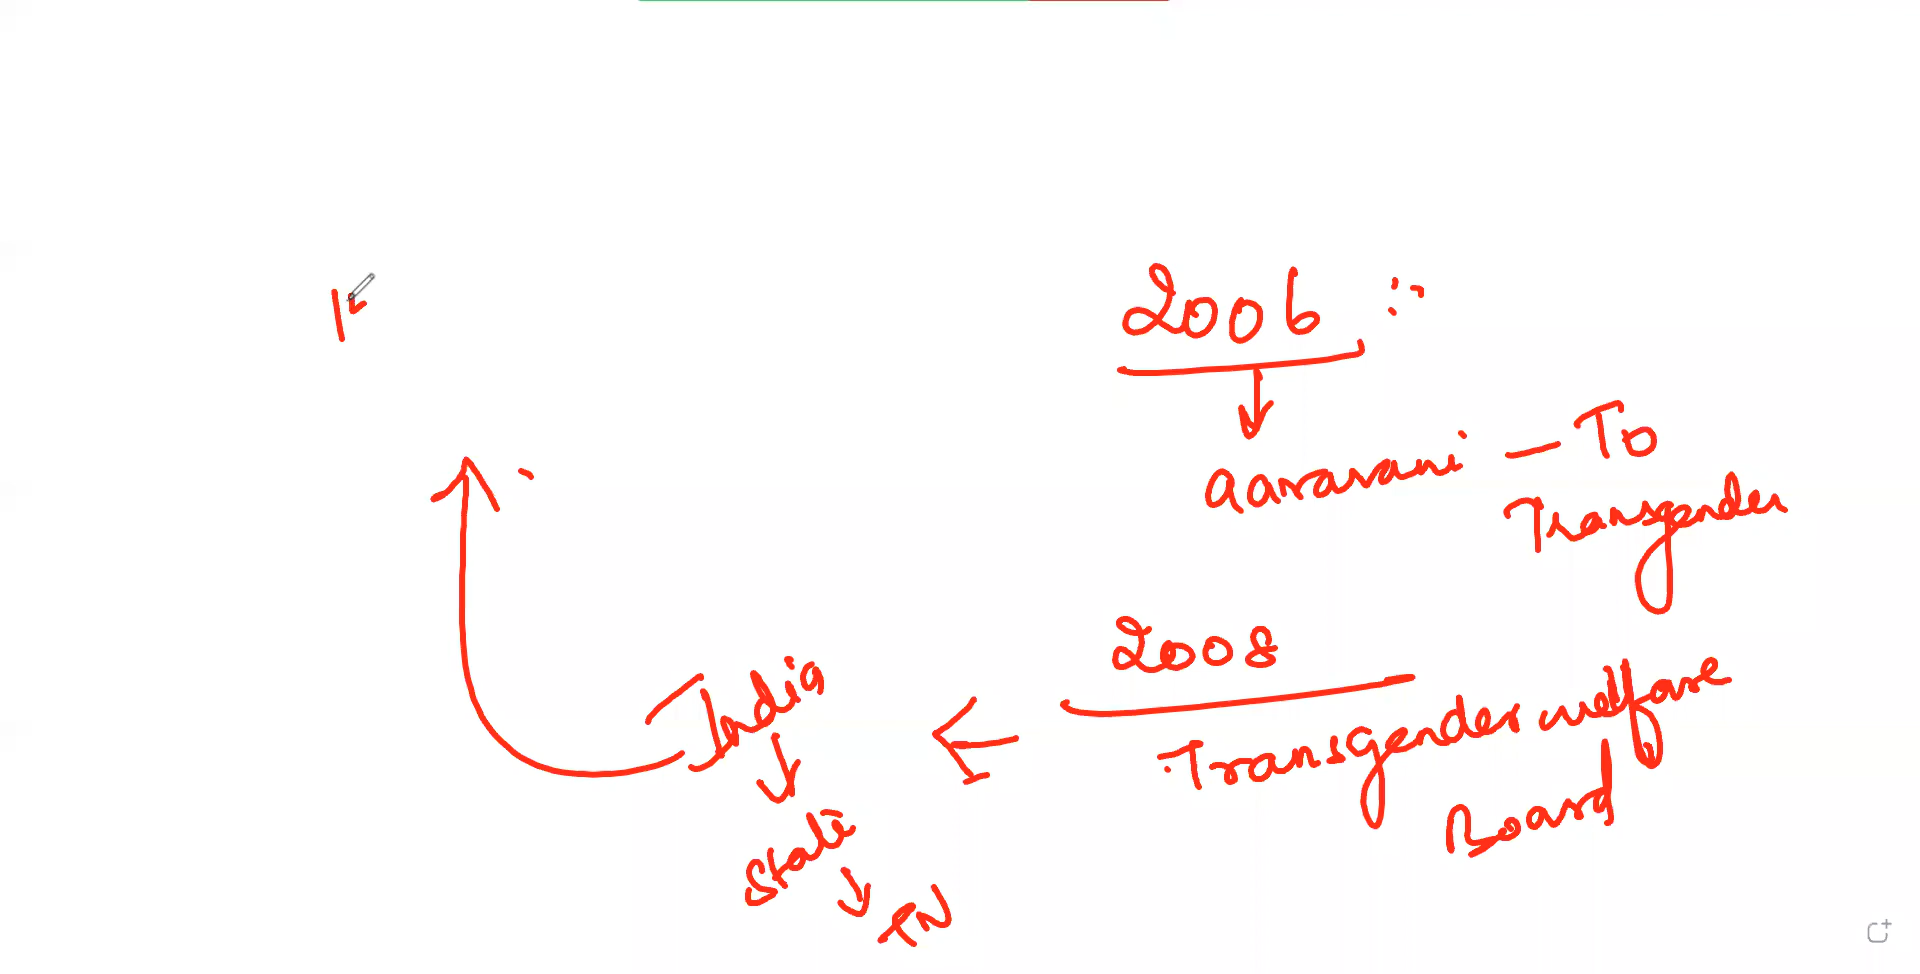 2006 :-
aaravani - To
Transgender
2008
Transgender welfare
Board
India
State
TN